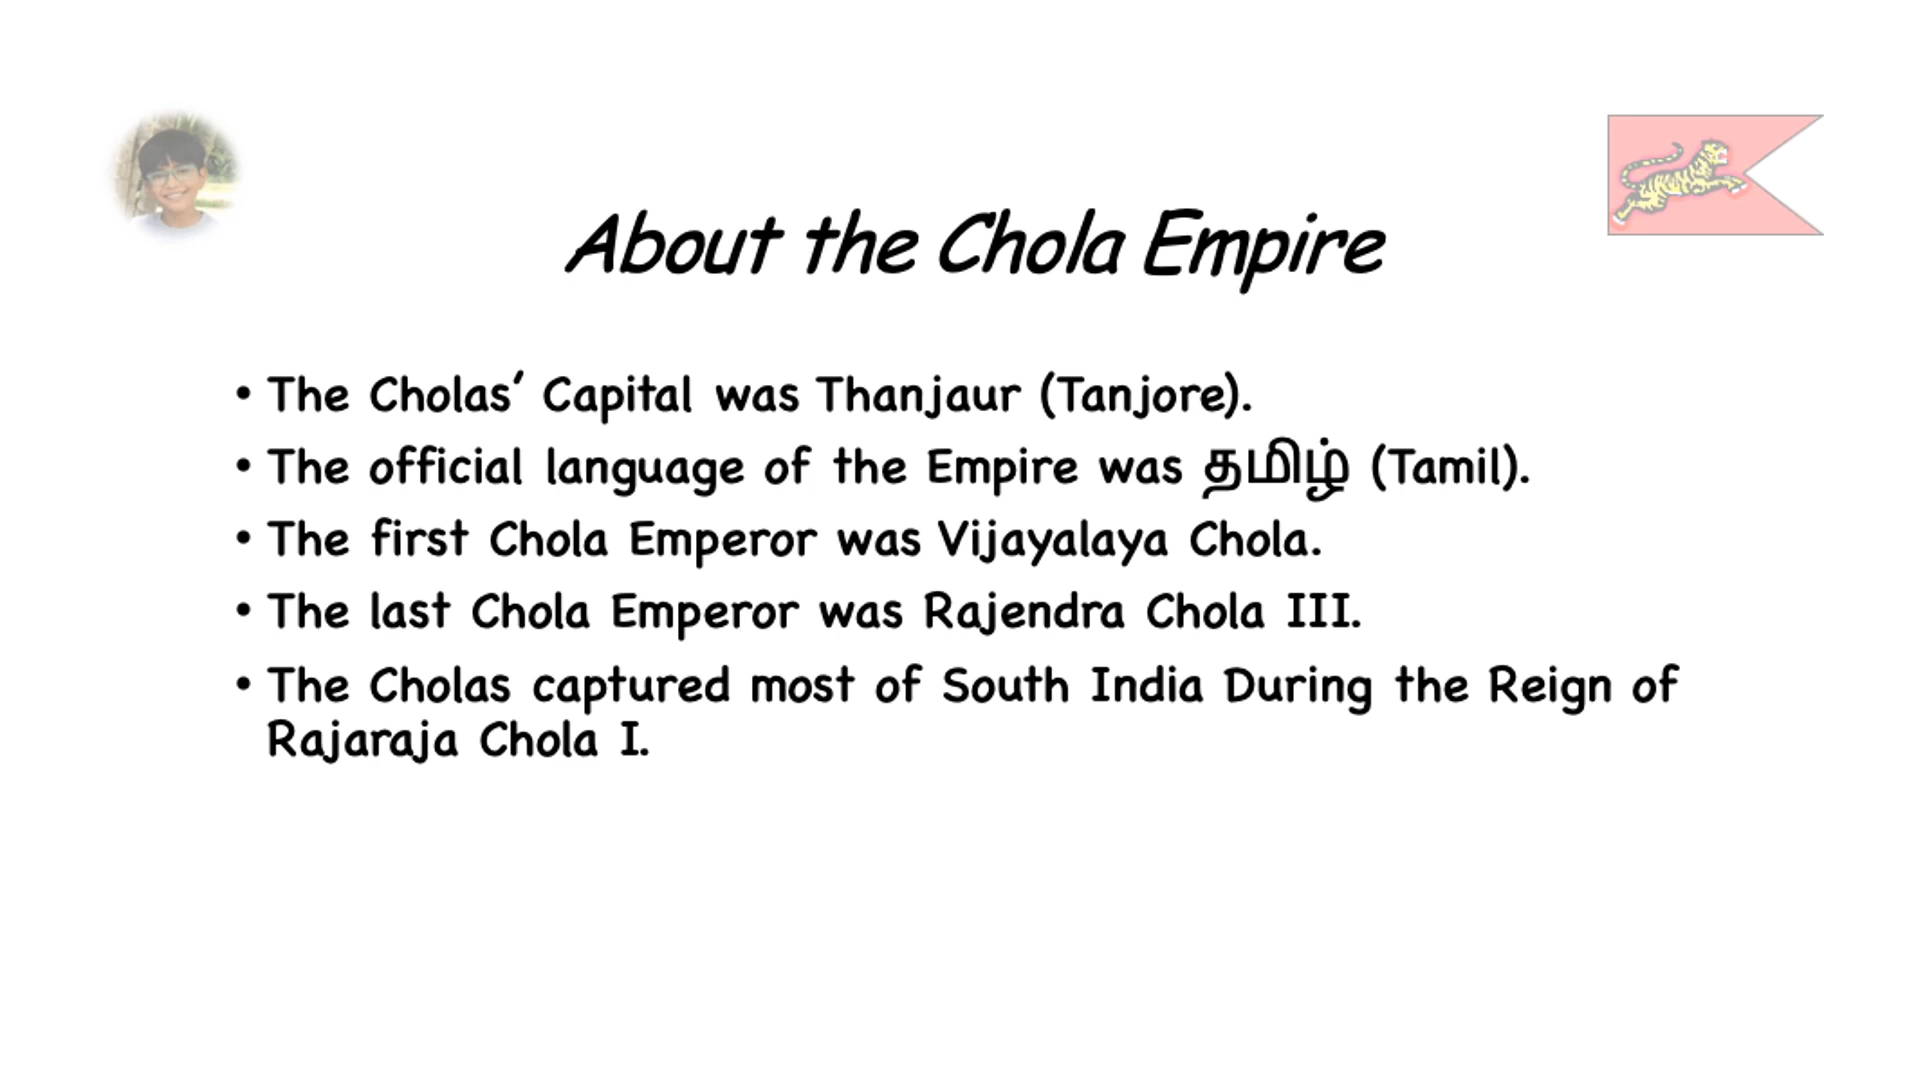 About the Chola Empire
• The Cholas’ Capital was Thanjaur (Tanjore).
• The official language of the Empire was தமிழ் (Tamil).
• The first Chola Emperor was Vijayalaya Chola.
• The last Chola Emperor was Rajendra Chola III.
• The Cholas captured most of South India During the Reign of
Rajaraja Chola I.